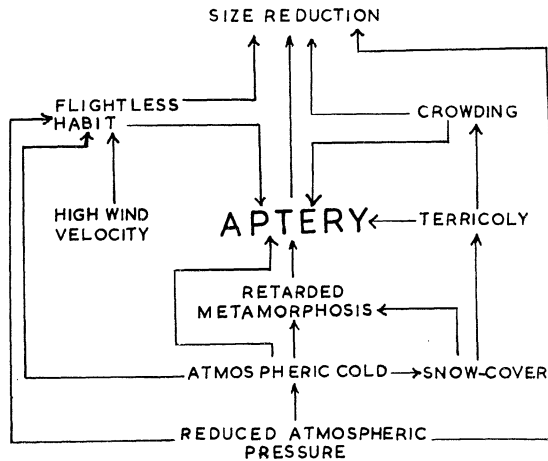 SIZE REDUCTION
FLIGHTLESS
HABIT
CROWDING
HIGH WIND
VELOCITY
APTERY
TERRICOLY
RETARDED
METAMORPHOSIS
ATMOSPHERIC COLD
SNOW-COVER
REDUCED ATMOSPHERIC
PRESSURE